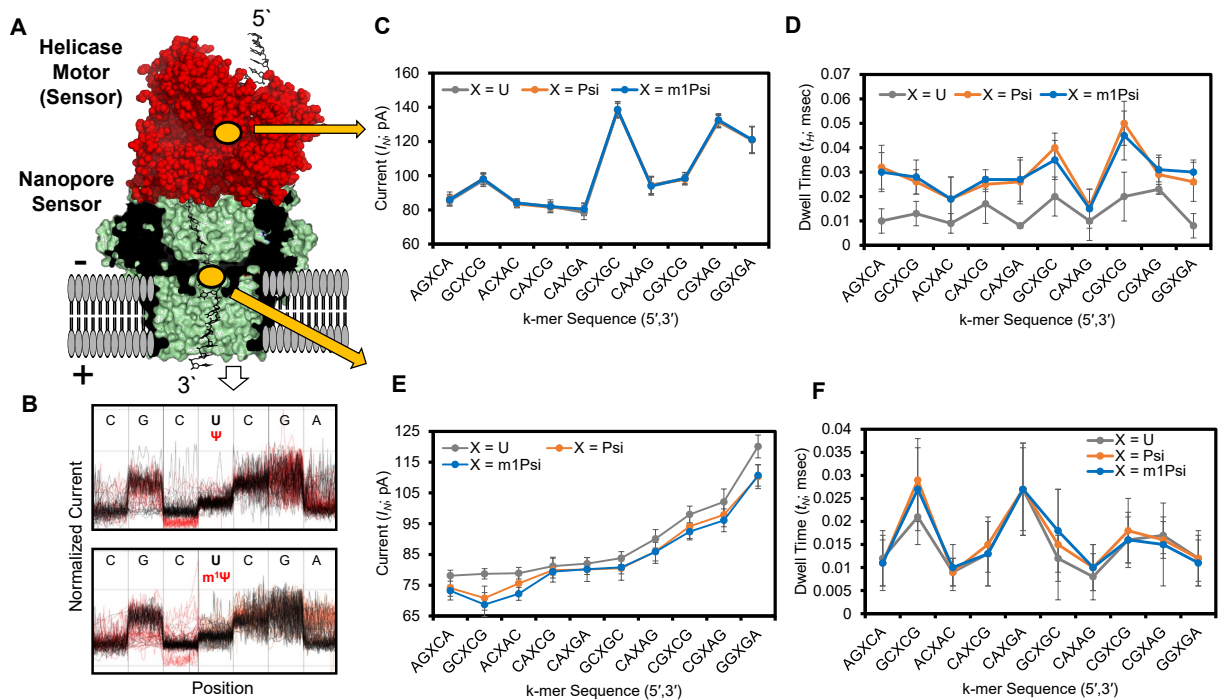 A
5`
Helicase
Motor
(Sensor)
Nanopore
Sensor
-
+
3`
B
C G C U C G A
Ψ
C G C U C G A
m¹Ψ
Normalized Current
Position
C
X = U X = Psi X = m1Psi
Current (I_N; pA)
160
140
120
100
80
60
AGXCA
GCXCG
ACXAC
CAXCG
CAXGA
GCXGC
CAXAG
CGXCG
CGXAG
GGXGA
k-mer Sequence (5′,3′)
D
X = U X = Psi X = m1Psi
Dwell Time (t_H; msec)
0.07
0.06
0.05
0.04
0.03
0.02
0.01
0
AGXCA
GCXCG
ACXAC
CAXCG
CAXGA
GCXGC
CAXAG
CGXCG
CGXAG
GGXGA
k-mer Sequence (5′,3′)
E
X = U X = Psi
X = m1Psi
Current (I_N; pA)
125
115
105
95
85
75
65
AGXCA
GCXCG
ACXAC
CAXCG
CAXGA
GCXGC
CAXAG
CGXCG
CGXAG
GGXGA
k-mer Sequence (5′,3′)
F
X = U
X = Psi
X = m1Psi
Dwell Time (t_N; msec)
0.04
0.035
0.03
0.025
0.02
0.015
0.01
0.005
0
AGXCA
GCXCG
ACXAC
CAXCG
CAXGA
GCXGC
CAXAG
CGXCG
CGXAG
GGXGA
k-mer Sequence (5′,3′)